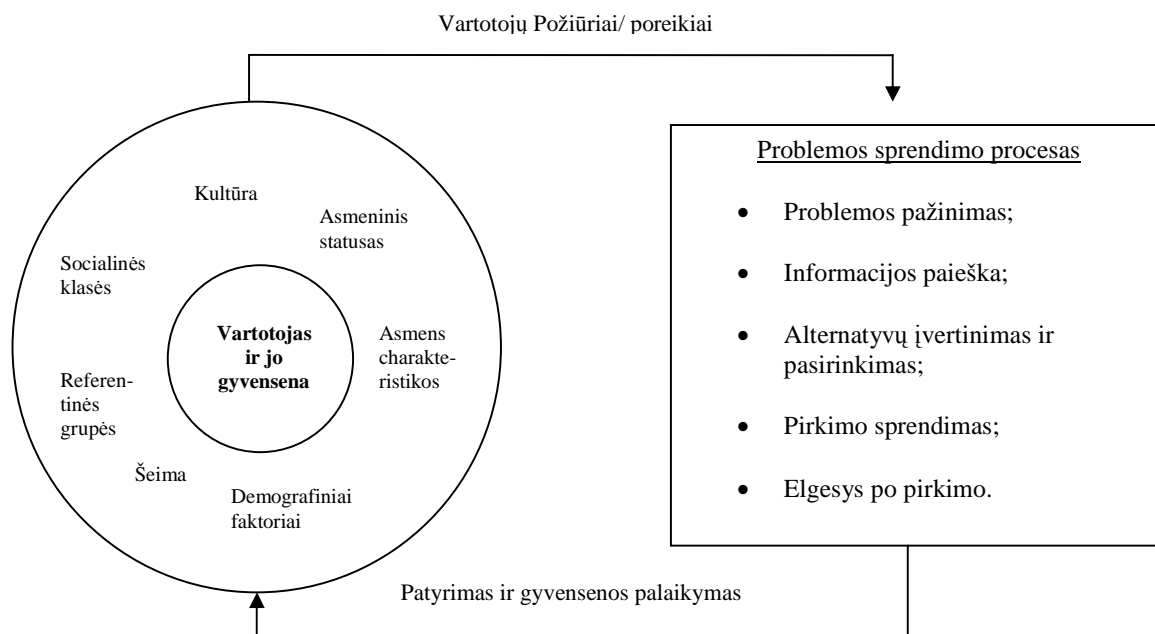 Vartotojų Požiūriai/ poreikiai
Kultūra
Asmeninis
statusas
Socialinės
klasės
Vartotojas
ir jo
gyvensena
Asmens
charakte-
ristikos
Referen-
tinės
grupės
Šeima
Demografiniai
faktoriai
Problemos sprendimo procesas
• Problemos pažinimas;
• Informacijos paieška;
• Alternatyvų įvertinimas ir
pasirinkimas;
• Pirkimo sprendimas;
• Elgesys po pirkimo.
Patyrimas ir gyvensenos palaikymas